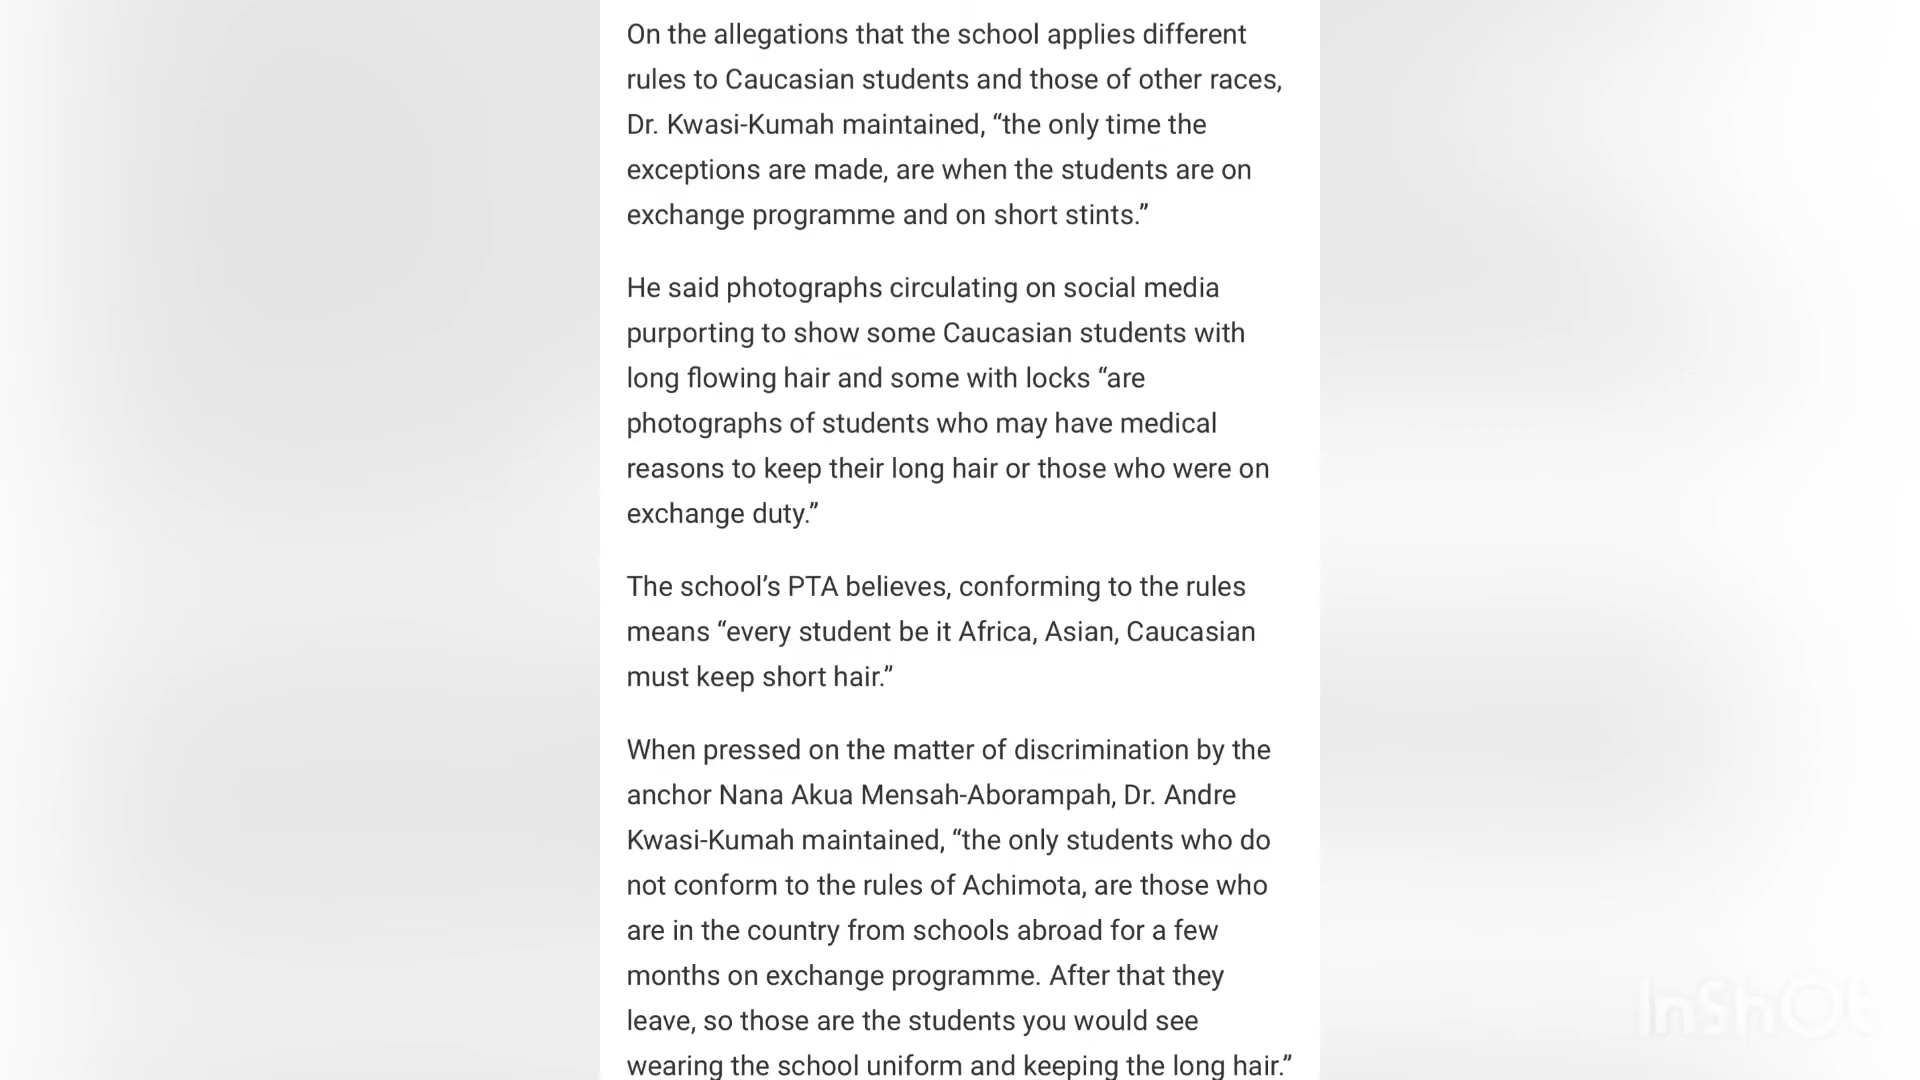 On the allegations that the school applies different
rules to Caucasian students and those of other races,
Dr. Kwasi-Kumah maintained, “the only time the
exceptions are made, are when the students are on
exchange programme and on short stints.”
He said photographs circulating on social media
purporting to show some Caucasian students with
long flowing hair and some with locks “are
photographs of students who may have medical
reasons to keep their long hair or those who were on
exchange duty.”
The school’s PTA believes, conforming to the rules
means “every student be it Africa, Asian, Caucasian
must keep short hair.”
When pressed on the matter of discrimination by the
anchor Nana Akua Mensah-Aborampah, Dr. Andre
Kwasi-Kumah maintained, “the only students who do
not conform to the rules of Achimota, are those who
are in the country from schools abroad for a few
months on exchange programme. After that they
leave, so those are the students you would see
wearing the school uniform and keeping the long hair.”
InShOt